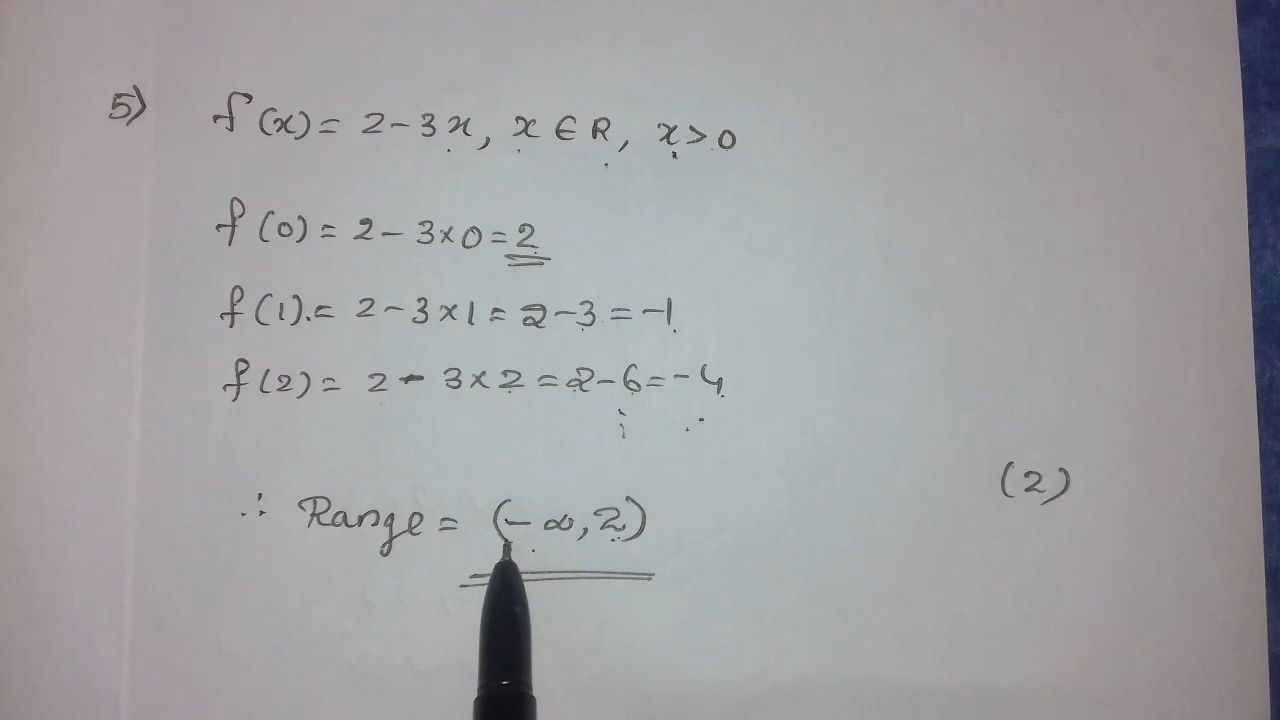 5) f(x) = 2-3x, x ∈ R, x>0
f(0) = 2-3×0 = 2
f(1) = 2-3×1 = 2-3 = -1
f(2) = 2-3×2 = 2-6 = -4
(2)
∴ Range = (-∞, 2)